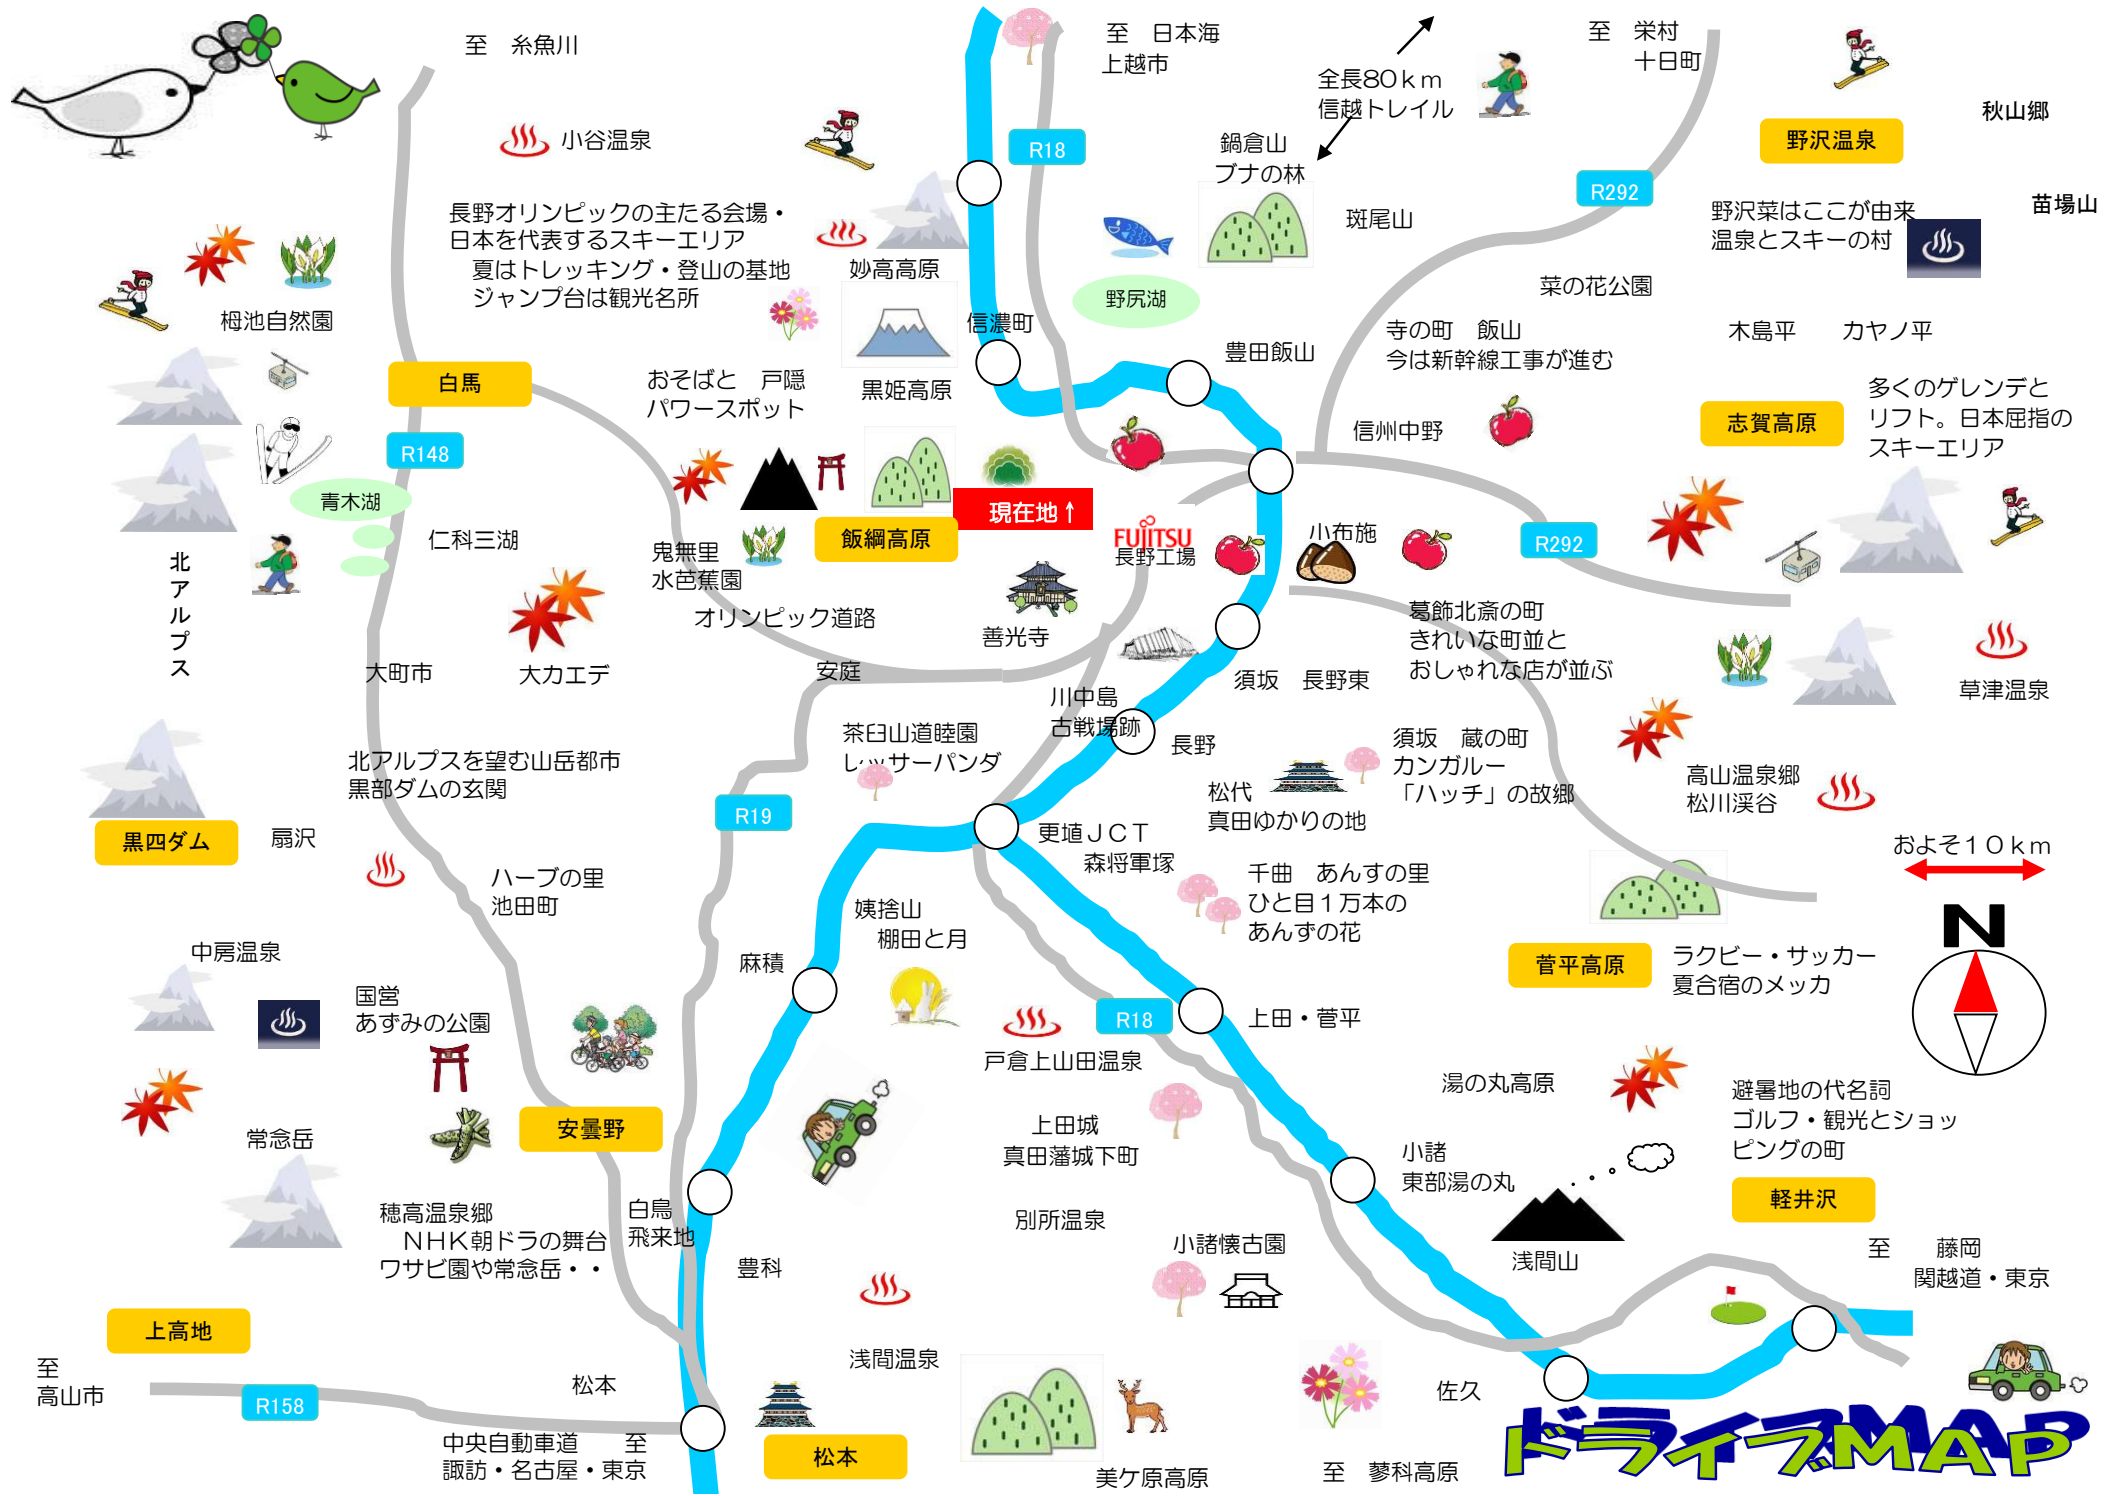 至　糸魚川
至　日本海
上越市
全長80ｋｍ
信越トレイル
至　栄村
十日町
秋山郷
野沢温泉
小谷温泉
R18
鍋倉山
ブナの林
R292
苗場山
斑尾山
野沢菜はここが由来
温泉とスキーの村
長野オリンピックの主たる会場・
日本を代表するスキーエリア
夏はトレッキング・登山の基地
ジャンプ台は観光名所
妙高高原
野尻湖
菜の花公園
栂池自然園
信濃町
寺の町　飯山
今は新幹線工事が進む
木島平
カヤノ平
豊田飯山
白馬
おそばと　戸隠
パワースポット
黒姫高原
多くのゲレンデと
リフト。日本屈指の
スキーエリア
志賀高原
信州中野
R148
青木湖
現在地↑
飯綱高原
FUJITSU
長野工場
小布施
R292
仁科三湖
鬼無里
水芭蕉園
北アルプス
オリンピック道路
善光寺
葛飾北斎の町
きれいな町並と
おしゃれな店が並ぶ
大町市
大カエデ
安庭
須坂　長野東
草津温泉
川中島
古戦場跡
長野
茶臼山道睦園
レッサーパンダ
須坂　蔵の町
カンガルー
「ハッチ」の故郷
北アルプスを望む山岳都市
黒部ダムの玄関
高山温泉郷
松川渓谷
松代
真田ゆかりの地
R19
黒四ダム
扇沢
更埴ＪＣＴ
森将軍塚
およそ１０ｋｍ
ハーブの里
池田町
千曲　あんすの里
ひと目１万本の
あんずの花
姨捨山
棚田と月
N
中房温泉
麻積
菅平高原
ラクビー・サッカー
夏合宿のメッカ
国営
あずみの公園
R18
上田・菅平
戸倉上山田温泉
湯の丸高原
避暑地の代名詞
ゴルフ・観光とショッ
ピングの町
安曇野
常念岳
上田城
真田藩城下町
小諸
東部湯の丸
軽井沢
穂高温泉郷
ＮＨＫ朝ドラの舞台
ワサビ園や常念岳・・
白鳥
飛来地
別所温泉
小諸懐古園
浅間山
至　　藤岡
関越道・東京
豊科
上高地
至
高山市
浅間温泉
R158
松本
佐久
中央自動車道　　至
諏訪・名古屋・東京
松本
美ケ原高原
至　蓼科高原
ドライブMAP